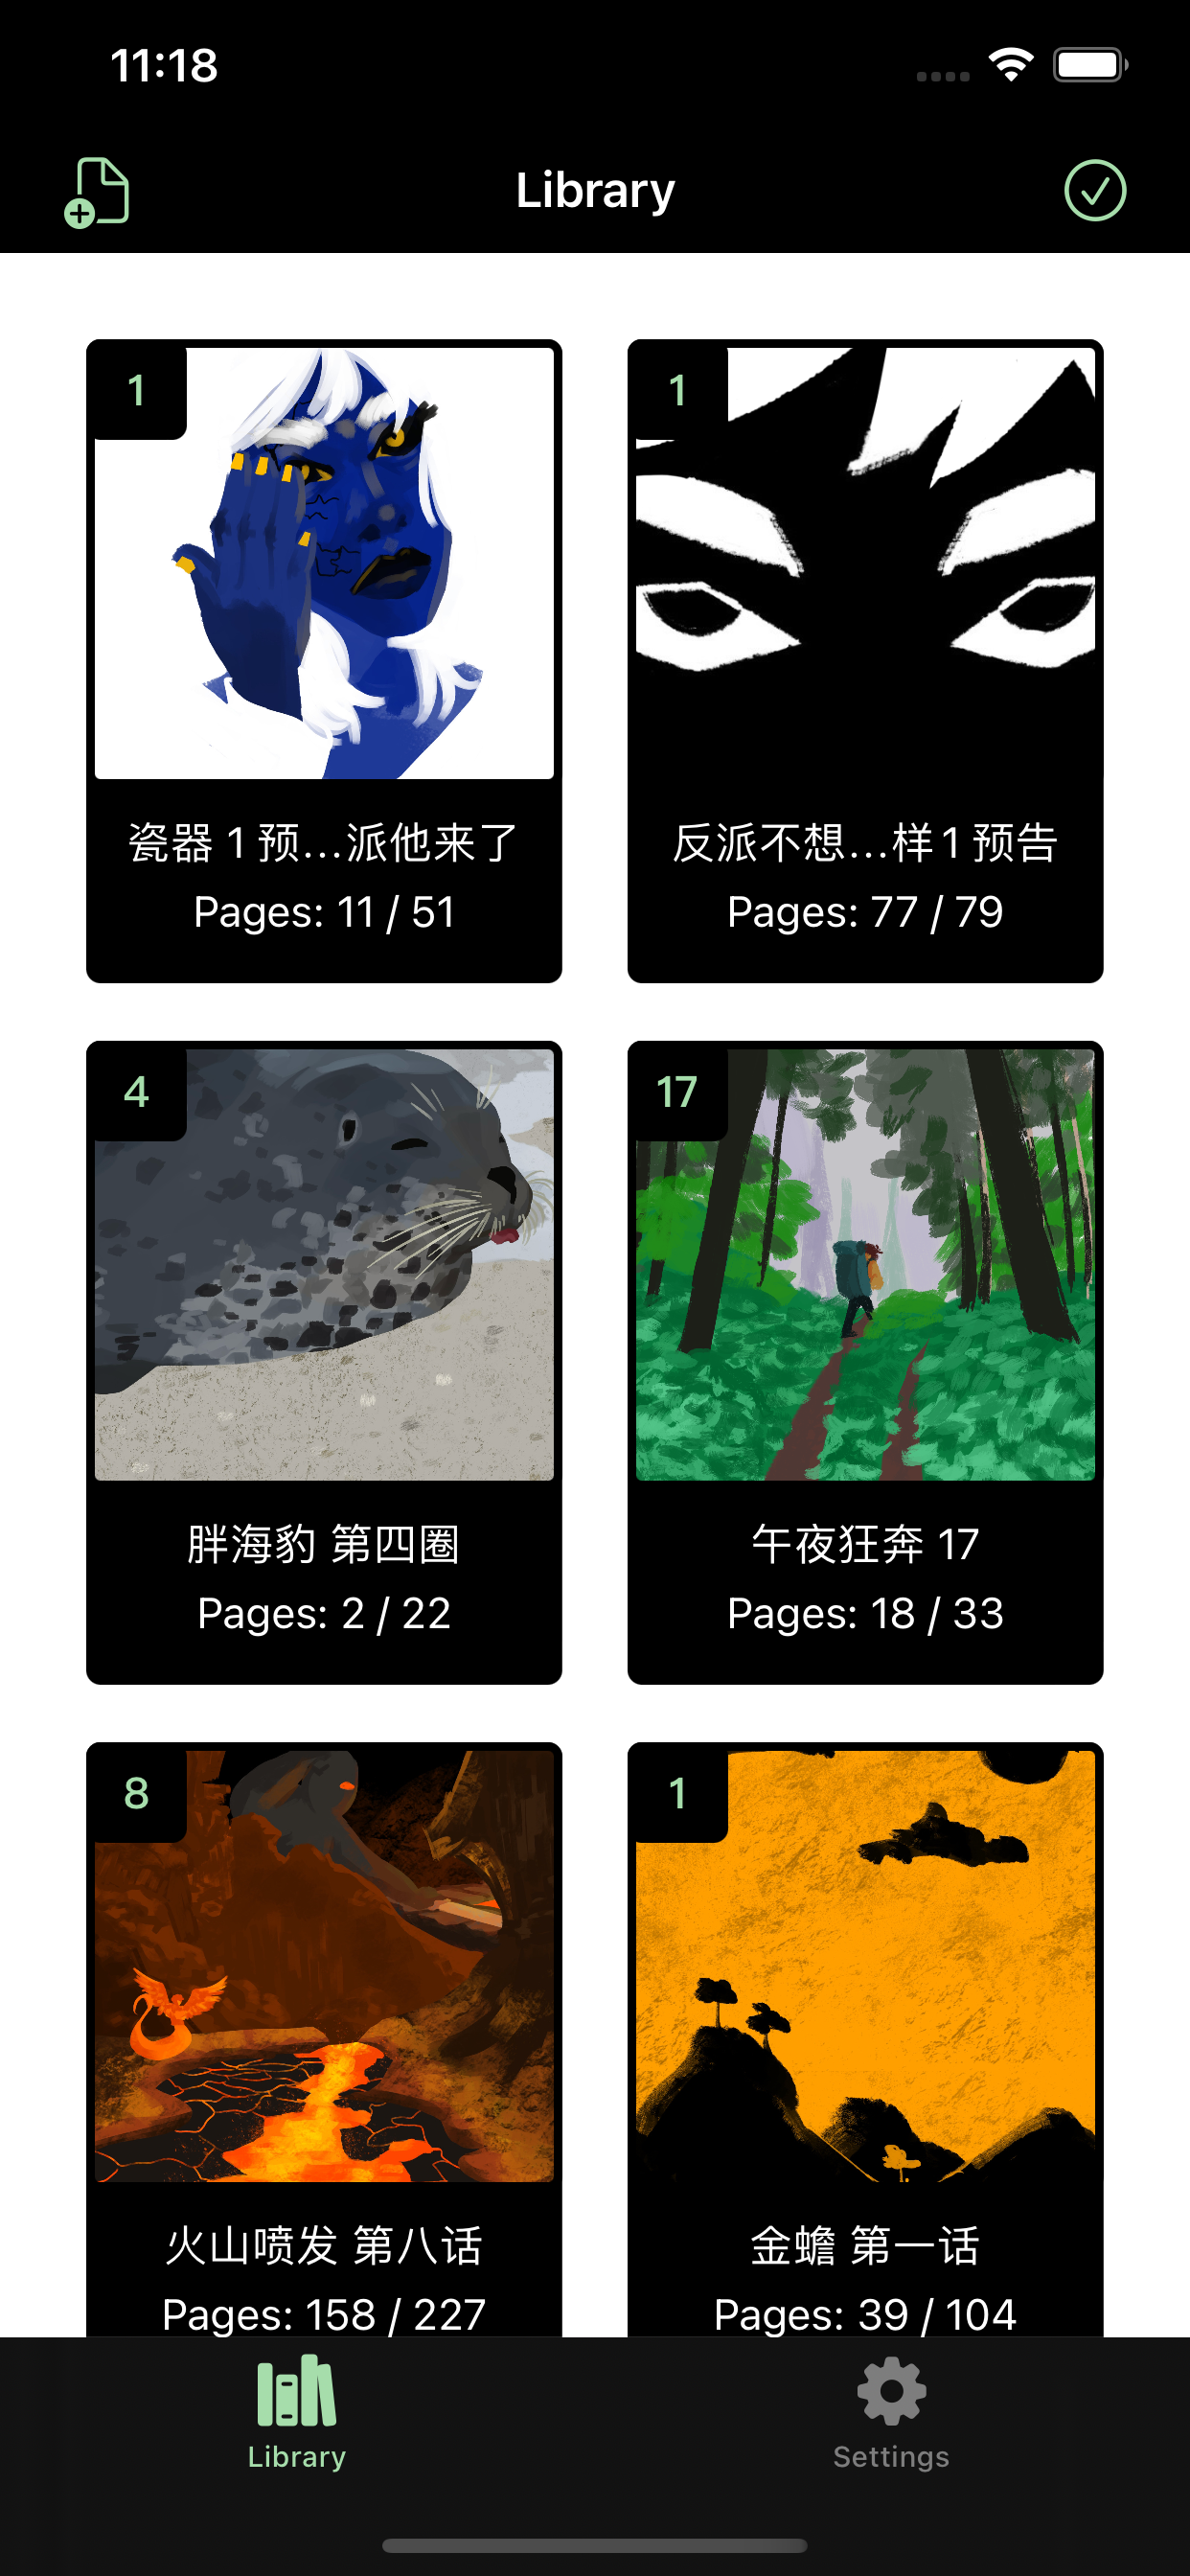 11:18
Library
1
1
瓷器 1 预...派他来了
Pages: 11 / 51
反派不想...样 1 预告
Pages: 77 / 79
4
17
胖海豹 第四圈
Pages: 2 / 22
午夜狂奔 17
Pages: 18 / 33
8
1
火山喷发 第八话
Pages: 158 / 227
金蟾 第一话
Pages: 39 / 104
Library
Settings